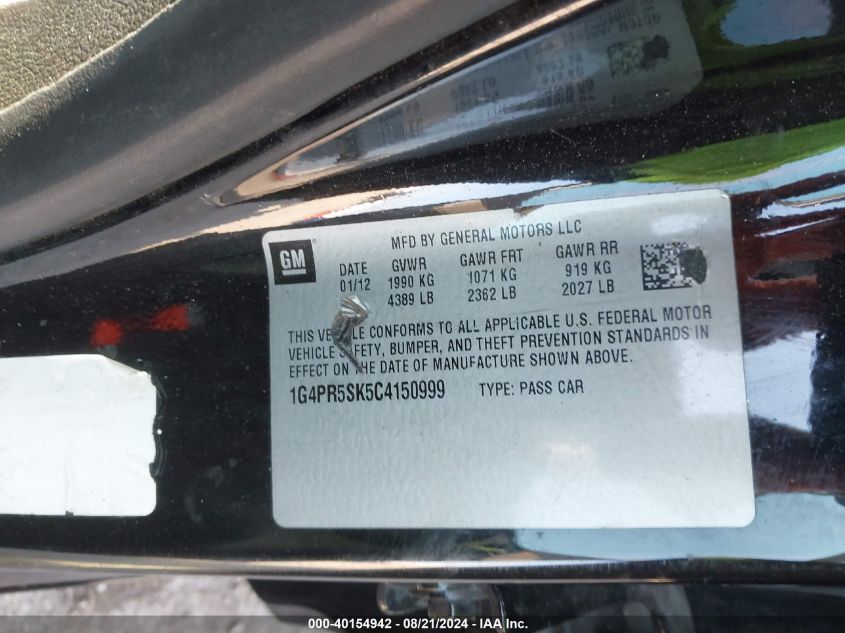 GM
MFD BY GENERAL MOTORS LLC
DATE GVWR GAWR FRT GAWR RR
01/12 1990 KG 1071 KG 919 KG
4389 LB 2362 LB 2027 LB
THIS VEHICLE CONFORMS TO ALL APPLICABLE U.S. FEDERAL MOTOR
VEHICLE SAFETY, BUMPER, AND THEFT PREVENTION STANDARDS IN
EFFECT ON THE DATE OF MANUFACTURE SHOWN ABOVE.
1G4PR5SK5C4150999 TYPE: PASS CAR
000-40154942 - 08/21/2024 - IAA Inc.